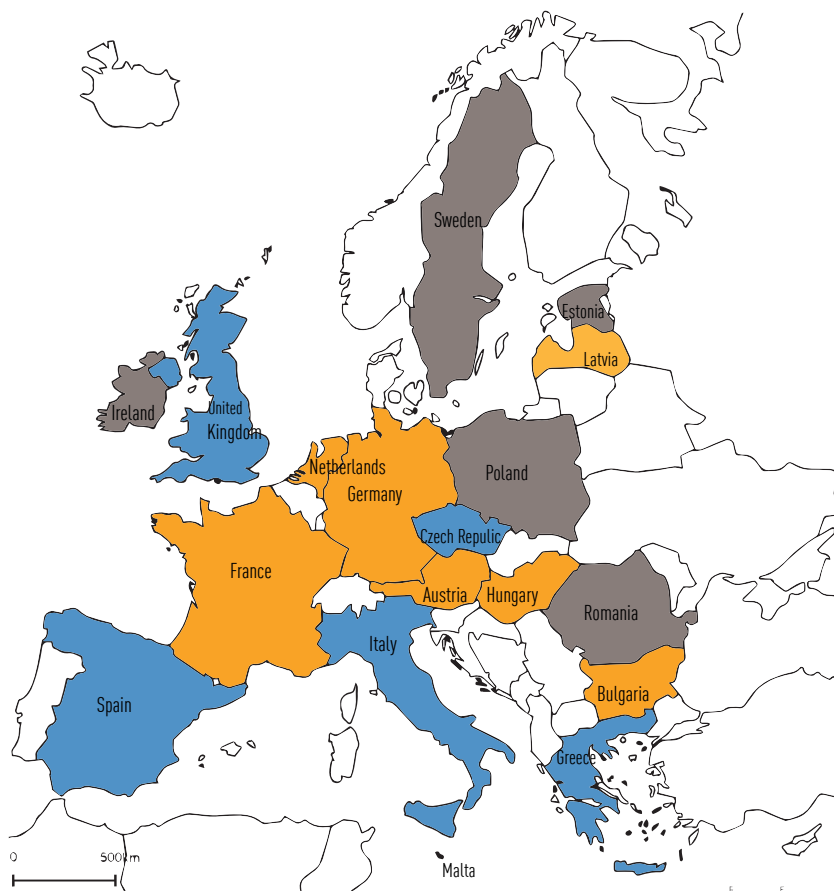 Sweden
Estonia
Latvia
Ireland
United
Kingdom
Netherlands
Germany
Poland
Czech Repulic
France
Austria
Hungary
Romania
Italy
Bulgaria
Spain
Greece
0
500km
Malta